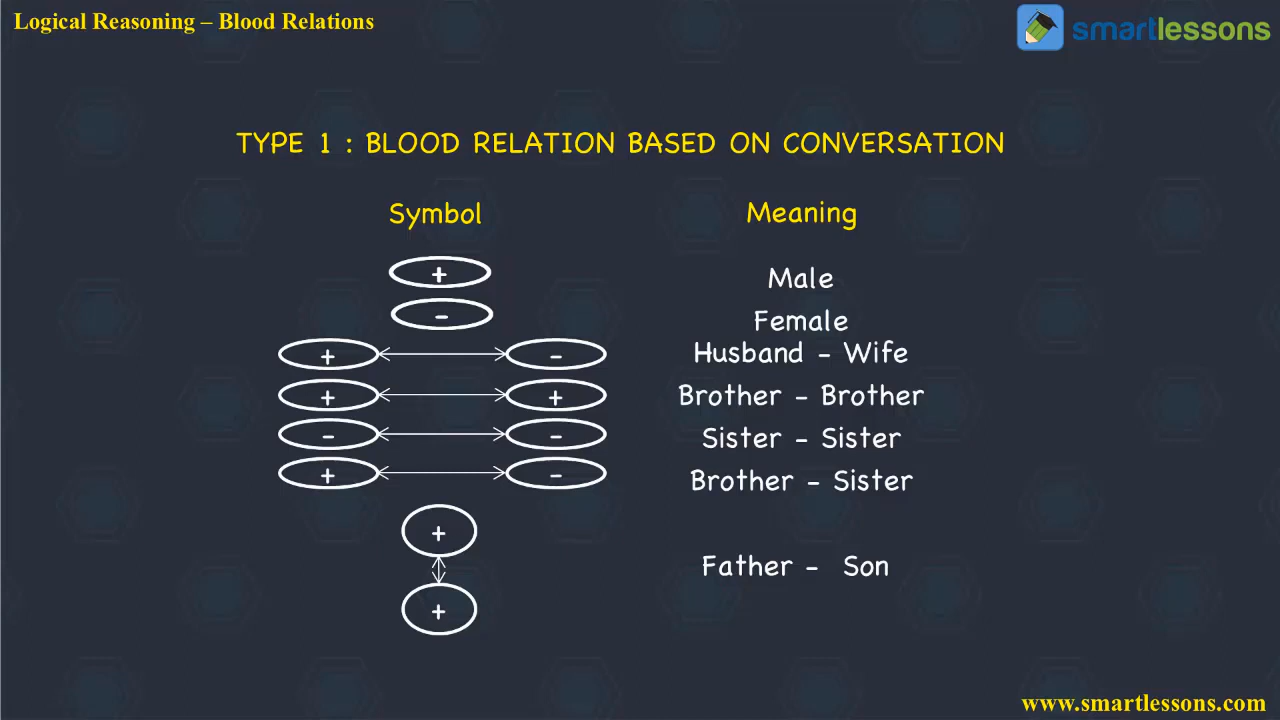 Logical Reasoning – Blood Relations
smartlessons
TYPE 1 : BLOOD RELATION BASED ON CONVERSATION
Symbol Meaning
+ Male
- Female
+ - Husband - Wife
+ + Brother - Brother
- - Sister - Sister
+ - Brother - Sister
+
Father - Son
+
www.smartlessons.com